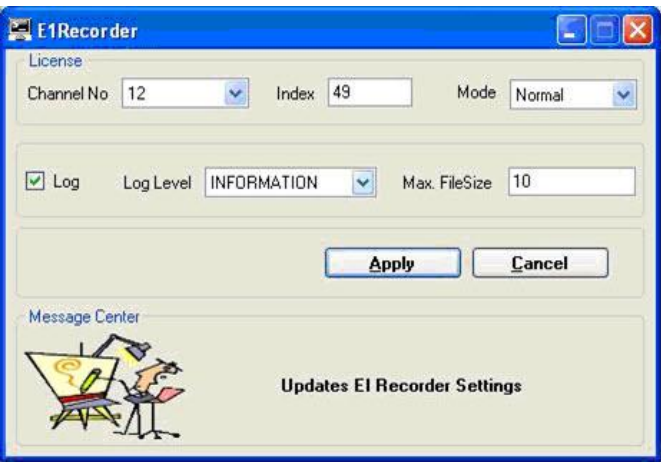 E1Recorder
License
Channel No 12 Index 49 Mode Normal
Log Log Level INFORMATION Max. FileSize 10
Apply Cancel
Message Center
Updates EI Recorder Settings